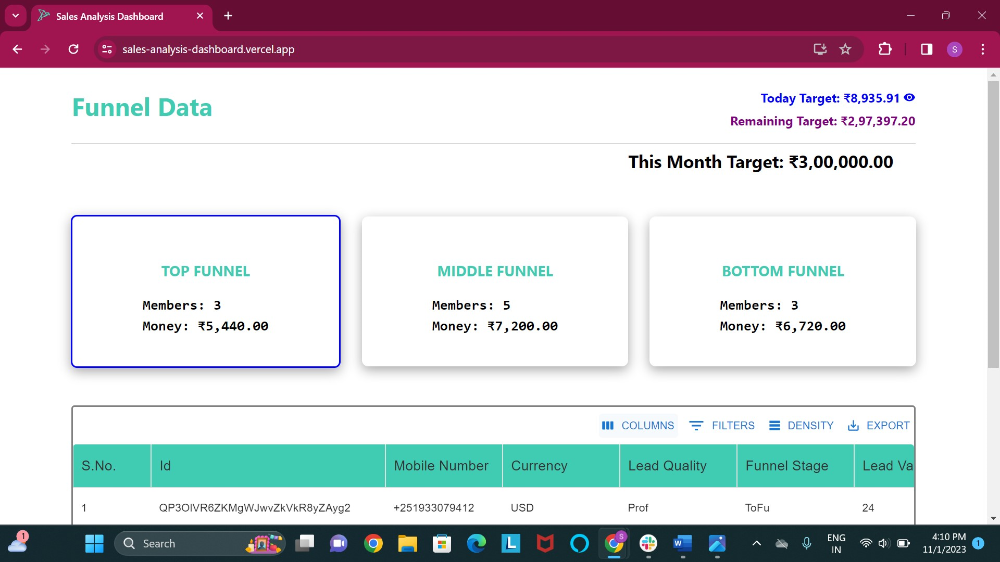 Sales Analysis Dashboard
sales-analysis-dashboard.vercel.app
S
Funnel Data
Today Target: ₹8,935.91
Remaining Target: ₹2,97,397.20
This Month Target: ₹3,00,000.00
TOP FUNNEL
Members: 3
Money: ₹5,440.00
MIDDLE FUNNEL
Members: 5
Money: ₹7,200.00
BOTTOM FUNNEL
Members: 3
Money: ₹6,720.00
COLUMNS FILTERS DENSITY EXPORT
S.No. Id Mobile Number Currency Lead Quality Funnel Stage Lead Va
1 QP3OlVR6ZKMgWJwvZkVkR8yZAyg2 +251933079412 USD Prof ToFu 24
1
Search
L
S
W
ENG
IN
4:10 PM
11/1/2023
1